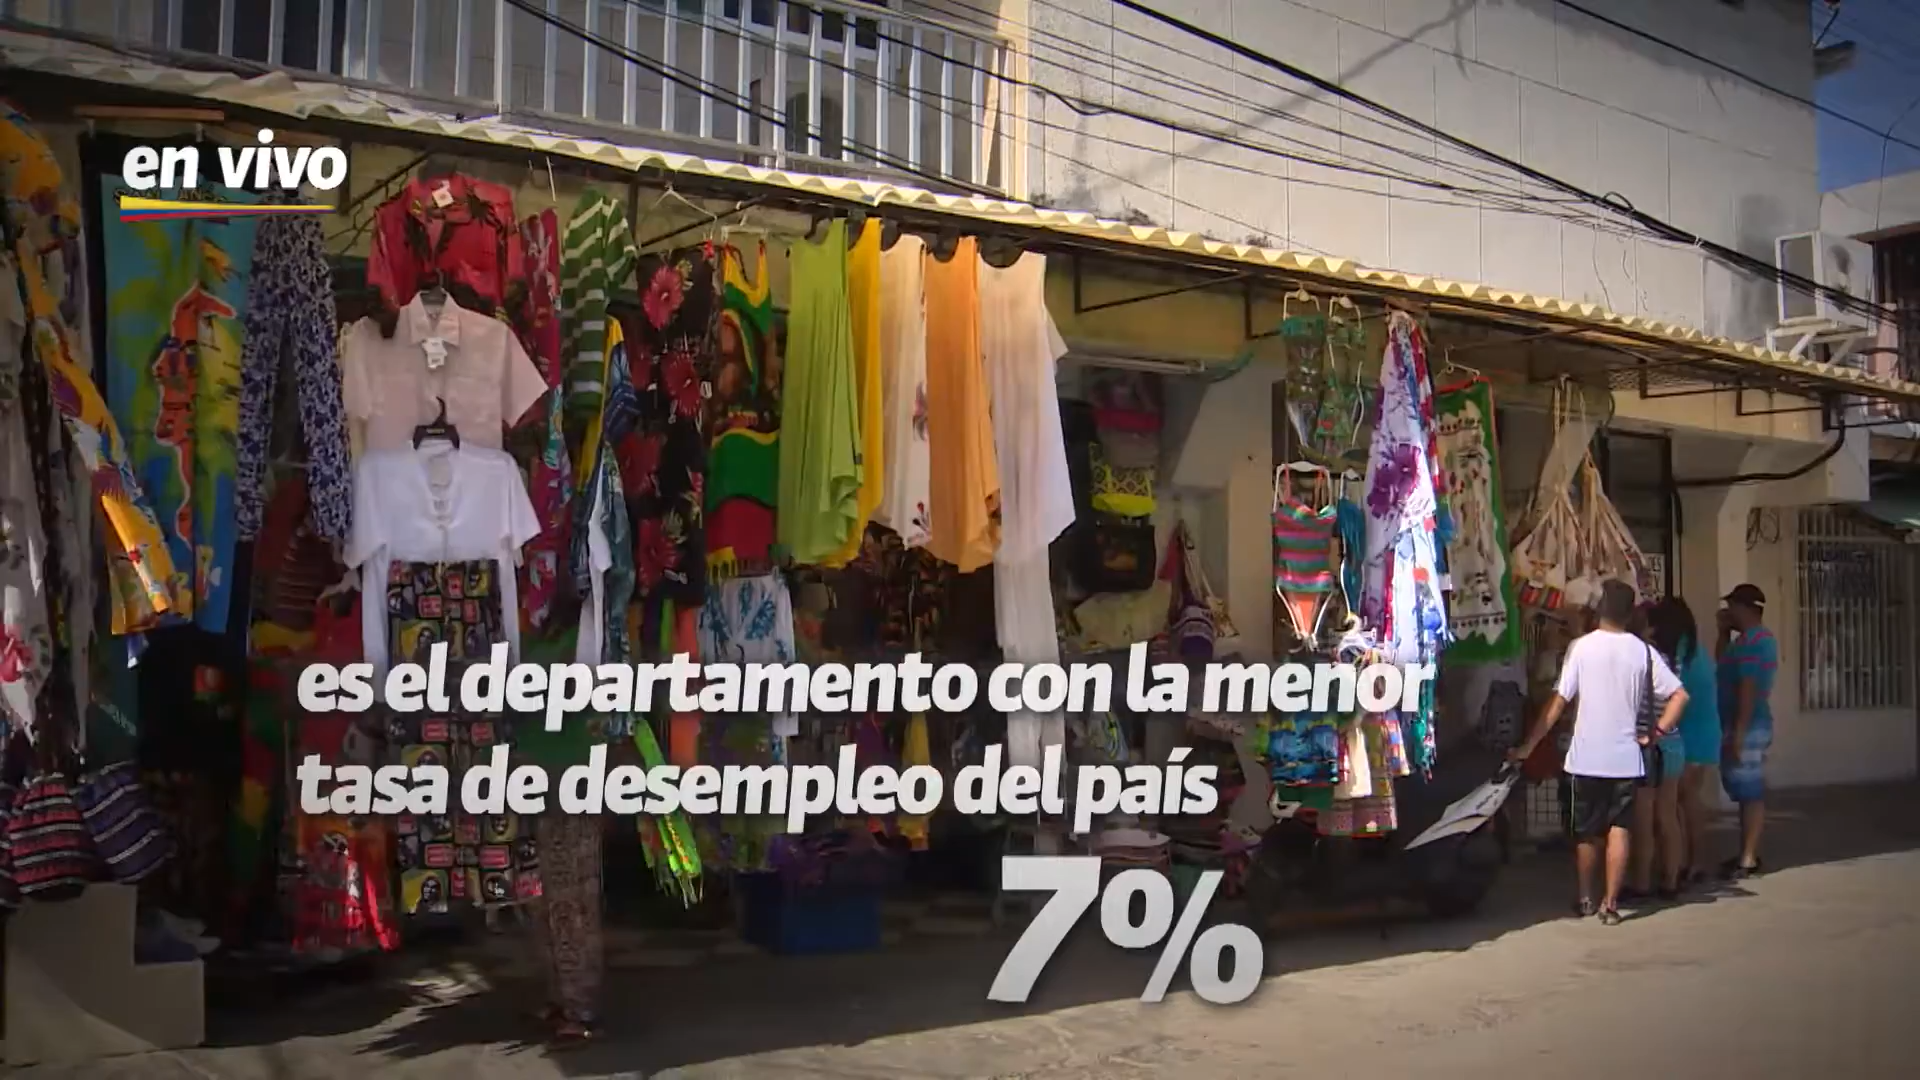 en vivo
es el departamento con la menor
tasa de desempleo del país
7%